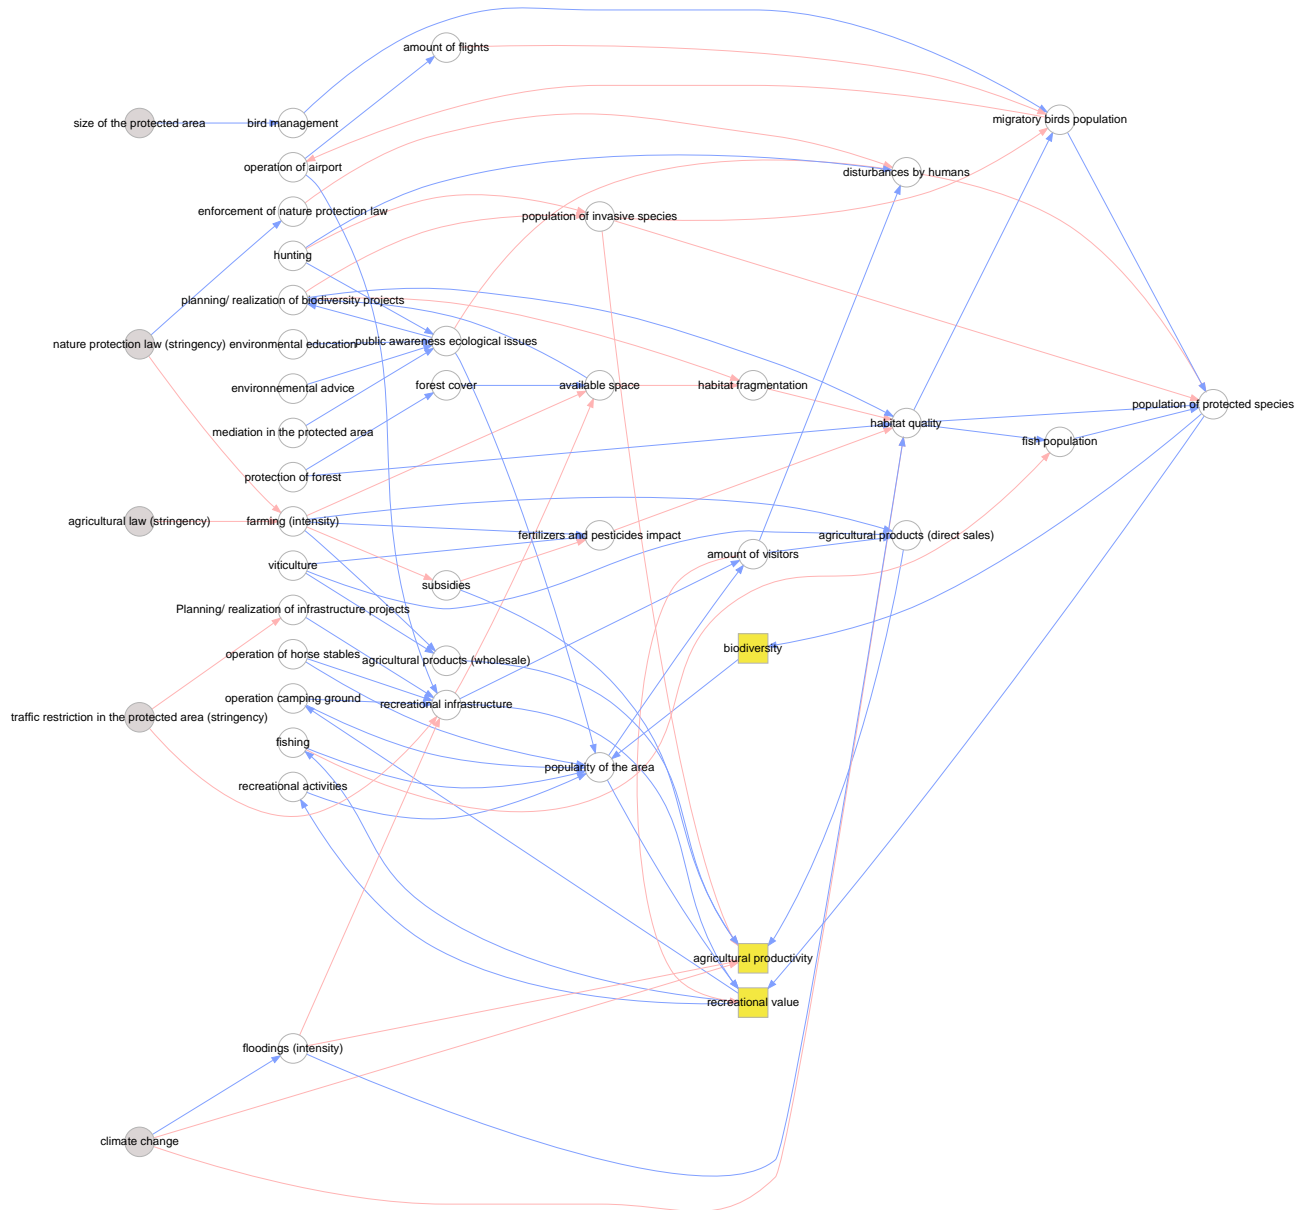 amount of flights
size of the protected area
bird management
migratory birds population
operation of airport
disturbances by humans
enforcement of nature protection law
population of invasive species
hunting
planning/ realization of biodiversity projects
nature protection law (stringency)
environmental education
public awareness ecological issues
environnemental advice
forest cover
available space
habitat fragmentation
population of protected species
mediation in the protected area
habitat quality
fish population
protection of forest
agricultural law (stringency)
farming (intensity)
fertilizers and pesticides impact
agricultural products (direct sales)
amount of visitors
viticulture
subsidies
Planning/ realization of infrastructure projects
biodiversity
operation of horse stables
agricultural products (wholesale)
operation camping ground
recreational infrastructure
traffic restriction in the protected area (stringency)
fishing
popularity of the area
recreational activities
agricultural productivity
recreational value
floodings (intensity)
climate change